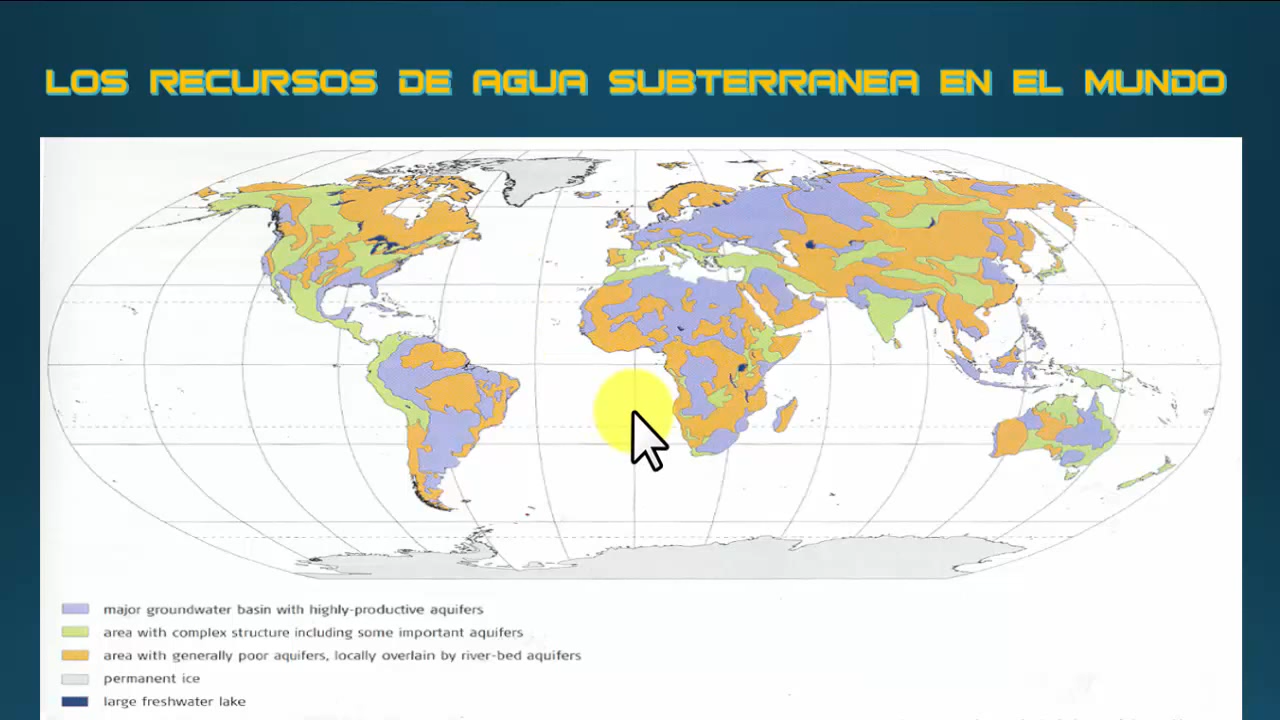 LOS RECURSOS DE AGUA SUBTERRANEA EN EL MUNDO
major groundwater basin with highly-productive aquifers
area with complex structure including some important aquifers
area with generally poor aquifers, locally overlain by river-bed aquifers
permanent ice
large freshwater lake